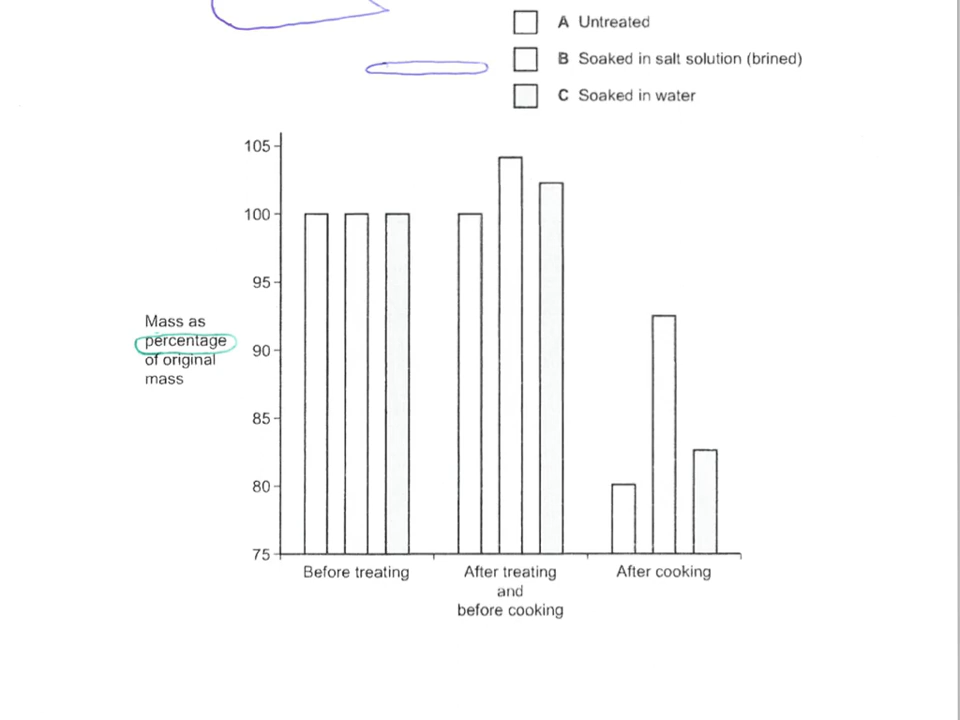 A Untreated
B Soaked in salt solution (brined)
C Soaked in water
105
100
95
90
85
80
75
Mass as
percentage
of original
mass
Before treating
After treating
and
before cooking
After cooking